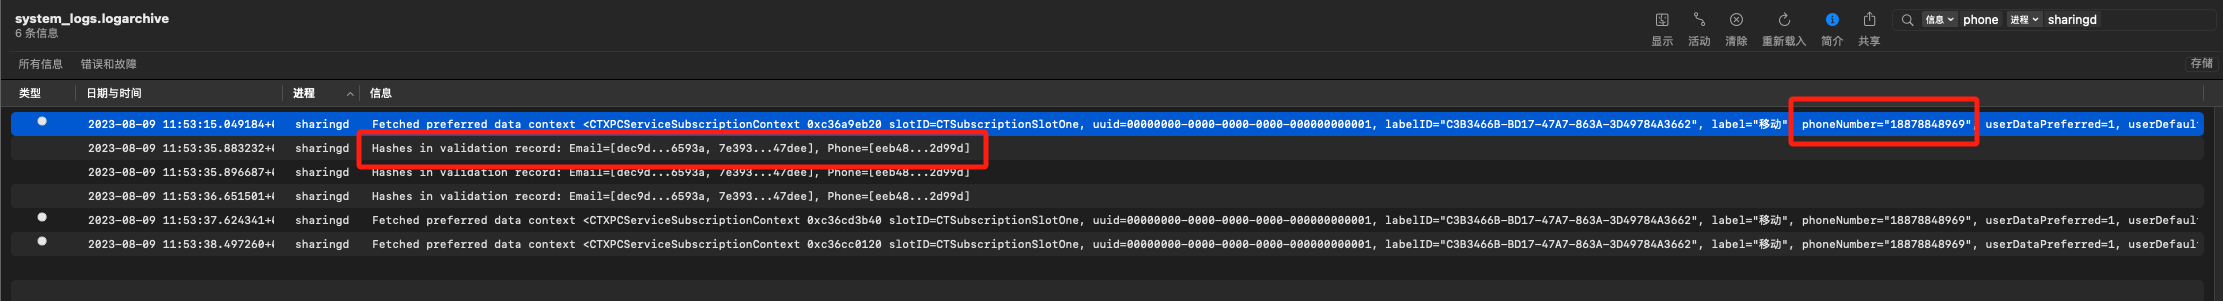 system_logs.logarchive
6 条信息
显示 活动 清除 重新载入 简介 共享
信息 phone 进程 sharingd
所有信息 错误和故障 存储
类型 日期与时间 进程 信息
2023-08-09 11:53:15.049184+ sharingd Fetched preferred data context <CTXPCServiceSubscriptionContext 0xc36a9eb20 slotID=CTSubscriptionSlotOne, uuid=00000000-0000-0000-0000-000000000001, labelID="C3B3466B-BD17-47A7-863A-3D49784A3662", label="移动", phoneNumber="18878848969", userDataPreferred=1, userDefaul
2023-08-09 11:53:35.883232+ sharingd Hashes in validation record: Email=[dec9d...6593a, 7e393...47dee], Phone=[eeb48...2d99d]
2023-08-09 11:53:35.896687+ sharingd Hashes in validation record: Email=[dec9d...6593a, 7e393...47dee], Phone=[eeb48...2d99d]
2023-08-09 11:53:36.651501+ sharingd Hashes in validation record: Email=[dec9d...6593a, 7e393...47dee], Phone=[eeb48...2d99d]
2023-08-09 11:53:37.624341+ sharingd Fetched preferred data context <CTXPCServiceSubscriptionContext 0xc36cd3b40 slotID=CTSubscriptionSlotOne, uuid=00000000-0000-0000-0000-000000000001, labelID="C3B3466B-BD17-47A7-863A-3D49784A3662", label="移动", phoneNumber="18878848969", userDataPreferred=1, userDefaul
2023-08-09 11:53:38.497260+ sharingd Fetched preferred data context <CTXPCServiceSubscriptionContext 0xc36cc0120 slotID=CTSubscriptionSlotOne, uuid=00000000-0000-0000-0000-000000000001, labelID="C3B3466B-BD17-47A7-863A-3D49784A3662", label="移动", phoneNumber="18878848969", userDataPreferred=1, userDefaul